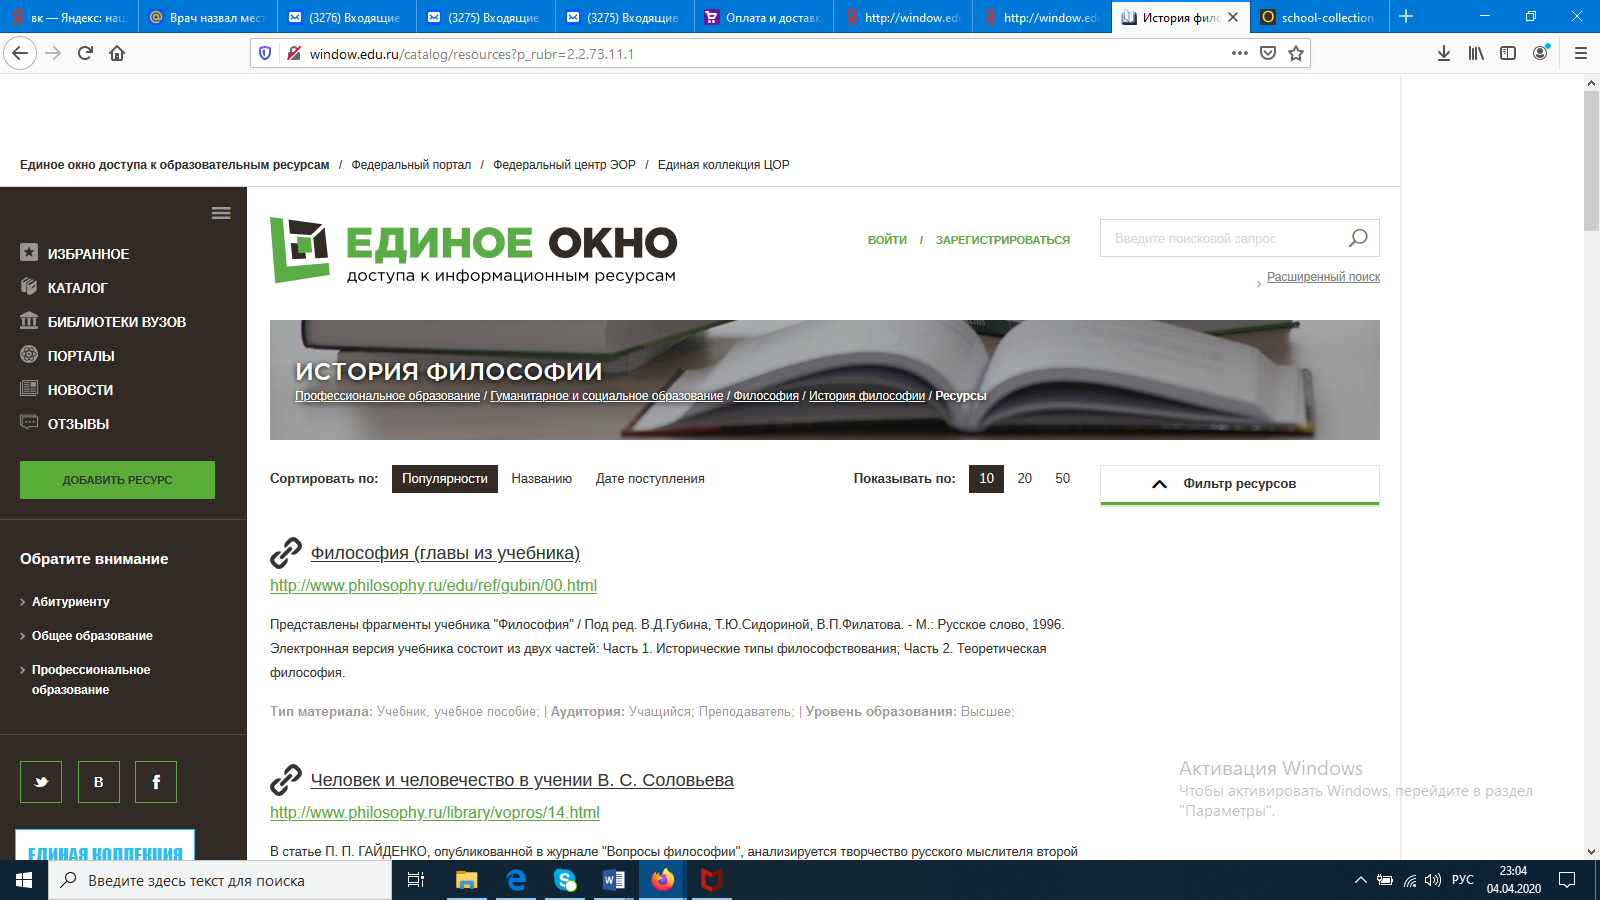 вк — Яндекс: наш
Врач назвал мест
(3276) Входящие
(3275) Входящие
(3275) Входящие
Оплата и доставк
http://window.edu
http://window.edu
История фило
school-collection.
window.edu.ru/catalog/resources?p_rubr=2.2.73.11.1
Единое окно доступа к образовательным ресурсам / Федеральный портал / Федеральный центр ЭОР / Единая коллекция ЦОР
ИЗБРАННОЕ
КАТАЛОГ
БИБЛИОТЕКИ ВУЗОВ
ПОРТАЛЫ
НОВОСТИ
ОТЗЫВЫ
ДОБАВИТЬ РЕСУРС
Обратите внимание
Абитуриенту
Общее образование
Профессиональное
образование
В
f
ЕДИНАЯ КОЛЛЕКЦИЯ
ЕДИНОЕ ОКНО
доступа к информационным ресурсам
ВОЙТИ / ЗАРЕГИСТРИРОВАТЬСЯ
Введите поисковой запрос
Расширенный поиск
ИСТОРИЯ ФИЛОСОФИИ
Профессиональное образование / Гуманитарное и социальное образование / Философия / История философии / Ресурсы
Сортировать по: Популярности Названию Дате поступления
Показывать по: 10 20 50
Фильтр ресурсов
Философия (главы из учебника)
http://www.philosophy.ru/edu/ref/gubin/00.html
Представлены фрагменты учебника "Философия" / Под ред. В.Д.Губина, Т.Ю.Сидориной, В.П.Филатова. - М.: Русское слово, 1996.
Электронная версия учебника состоит из двух частей: Часть 1. Исторические типы философствования; Часть 2. Теоретическая
философия.
Тип материала: Учебник, учебное пособие; | Аудитория: Учащийся; Преподаватель; | Уровень образования: Высшее;
Человек и человечество в учении В. С. Соловьева
http://www.philosophy.ru/library/vopros/14.html
В статье П. П. ГАЙДЕНКО, опубликованной в журнале "Вопросы философии", анализируется творчество русского мыслителя второй
Активация Windows
Чтобы активировать Windows, перейдите в раздел
"Параметры".
Введите здесь текст для поиска
РУС
23:04
04.04.2020